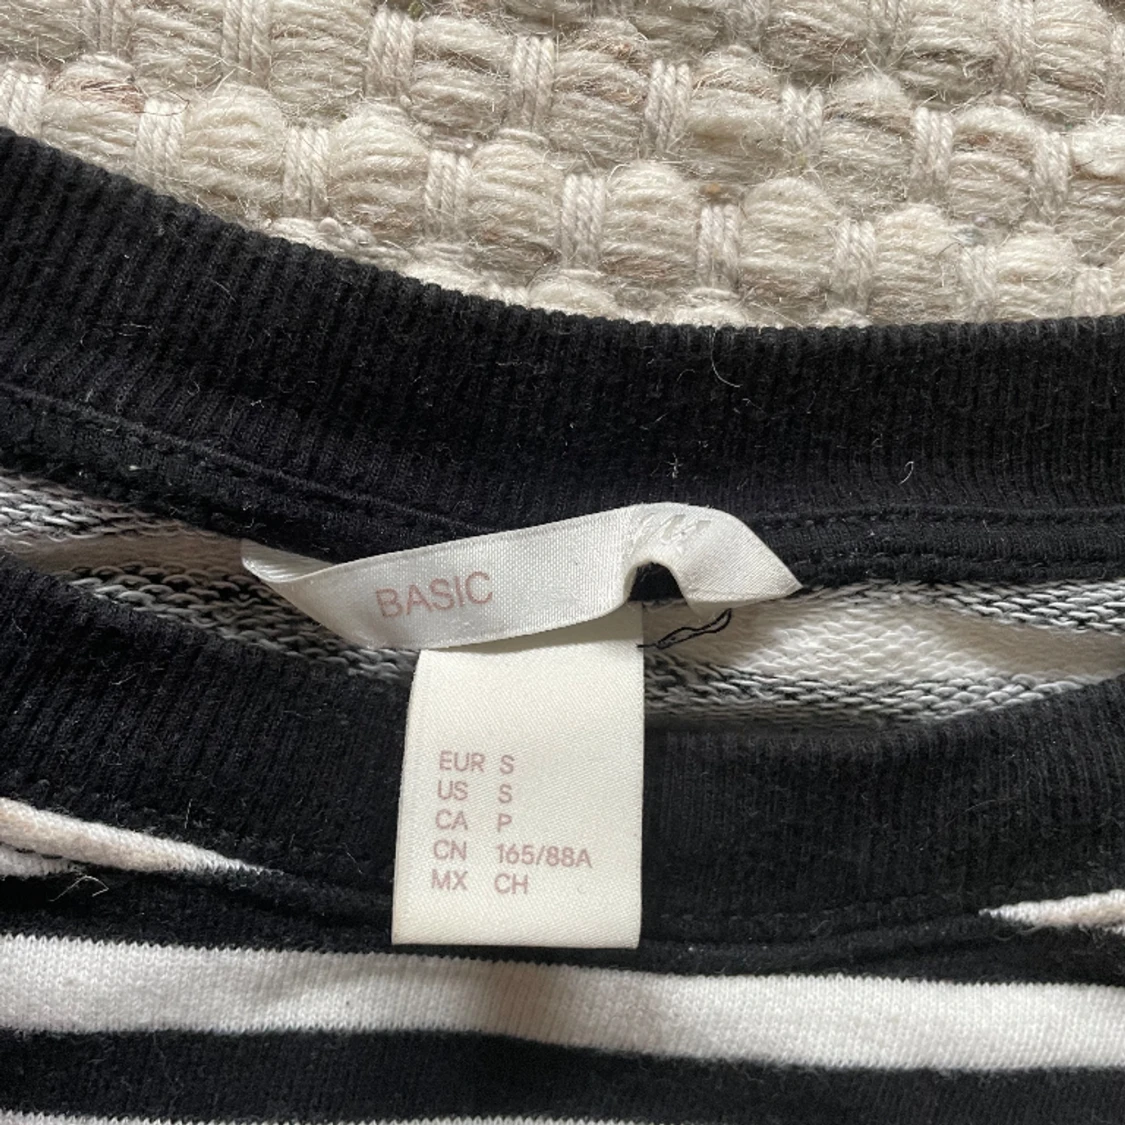 BASIC
EUR S
US S
CA P
CN 165/88A
MX CH